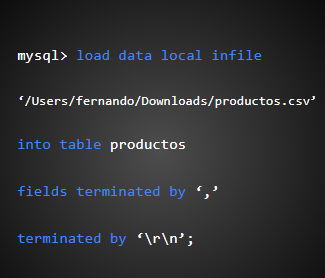 mysql> load data local infile
‘/Users/fernando/Downloads/productos.csv’
into table productos
fields terminated by ‘,’
terminated by ‘\r\n’;